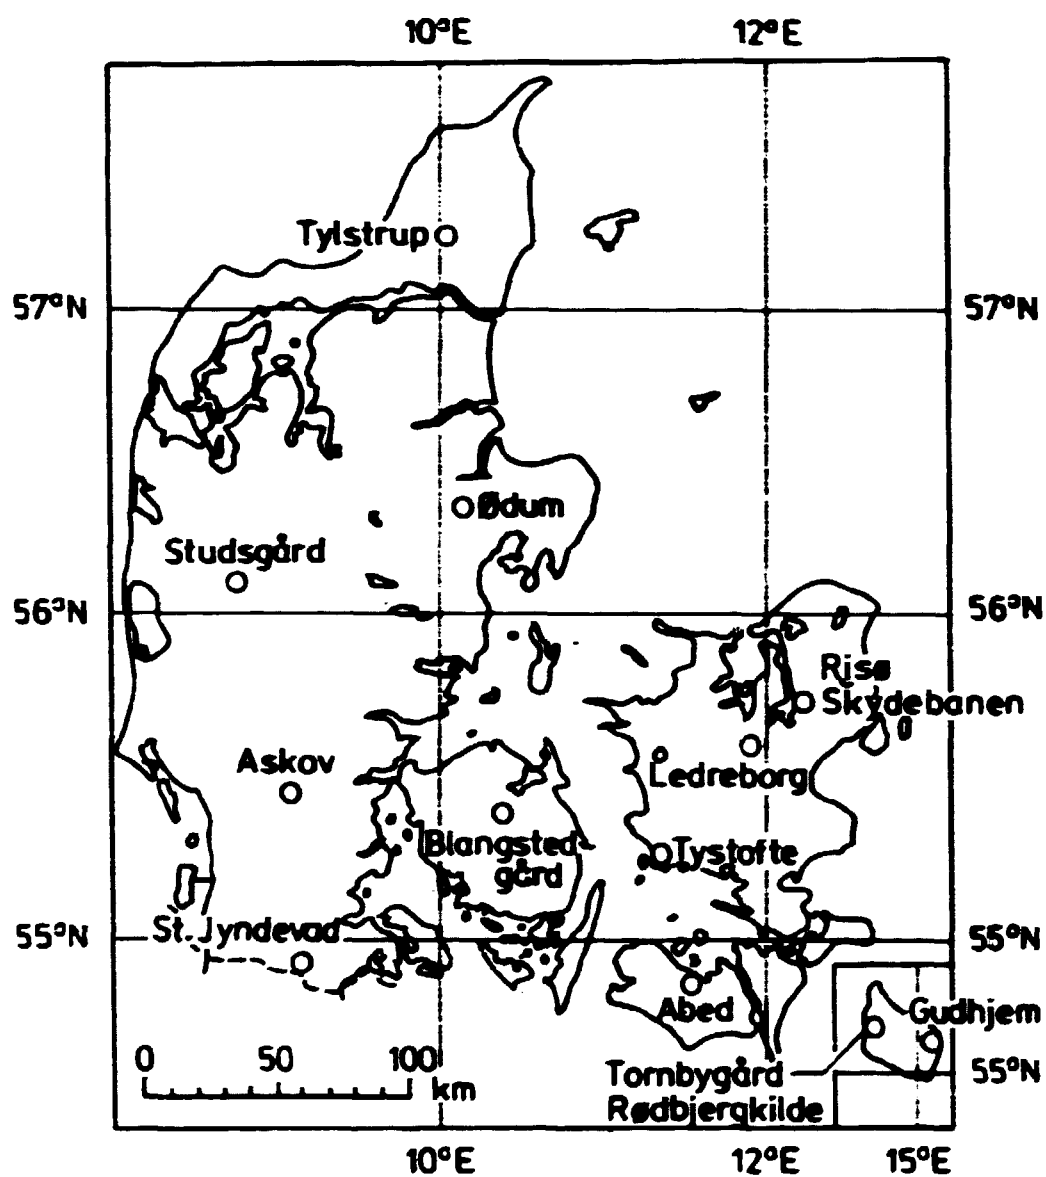 10°E 12°E
Tylstrup
57°N 57°N
Ødum
Studsgård
56°N 56°N
Risø
Skydebanen
Askov
Ledreborg
Blangsted-
gård
Tystofte
55°N St. Jyndevad 55°N
Abed
Gudhjem
0 50 100
km
Tornbygård 55°N
Rødbjergkilde
10°E 12°E 15°E